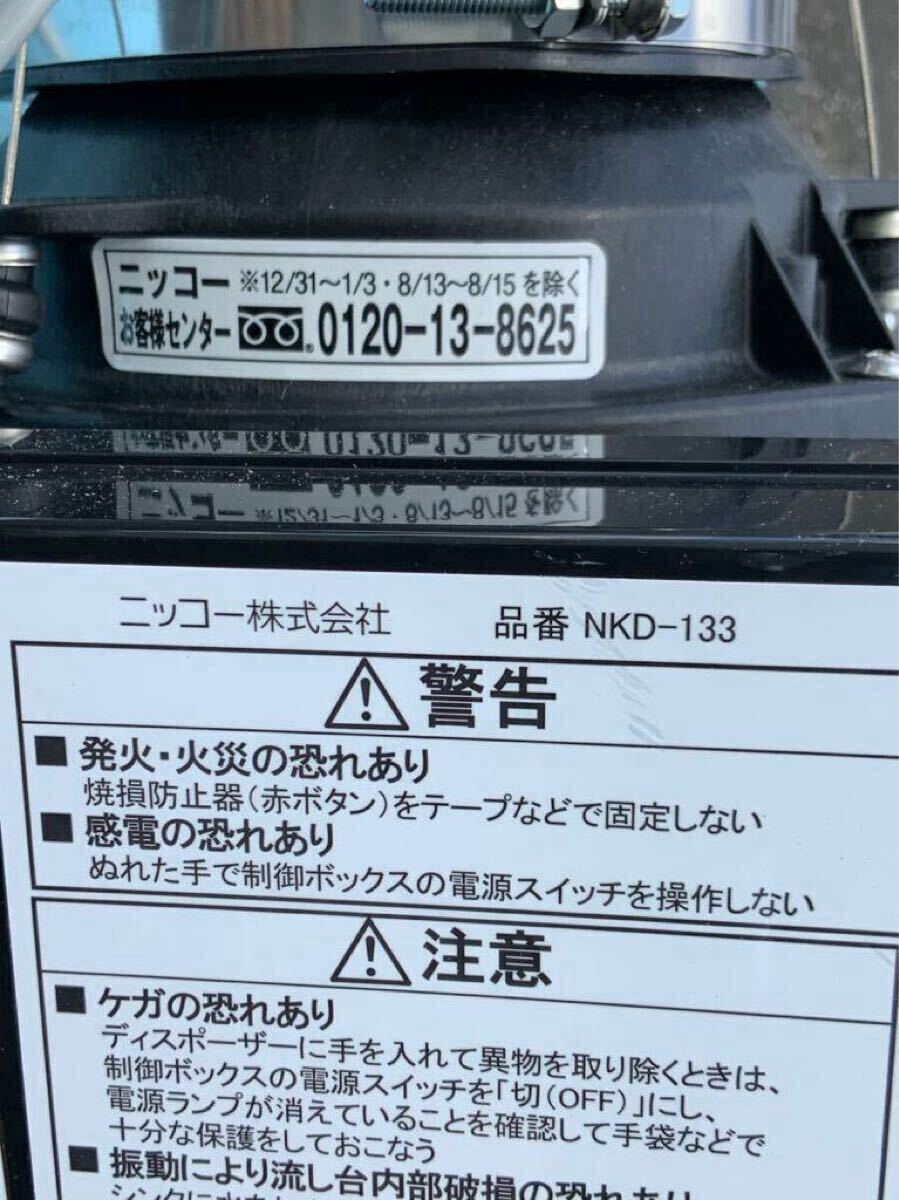 ニッコー ※12/31～1/3・8/13～8/15を除く
お客様センター 0120-13-8625
ニッコー株式会社 品番 NKD-133
警告
■ 発火・火災の恐れあり
焼損防止器(赤ボタン)をテープなどで固定しない
■ 感電の恐れあり
ぬれた手で制御ボックスの電源スイッチを操作しない
注意
■ ケガの恐れあり
ディスポーザーに手を入れて異物を取り除くときは、
制御ボックスの電源スイッチを「切(OFF)」にし、
電源ランプが消えていることを確認して手袋などで
十分な保護をしておこなう
■ 振動により流し台内部破損の恐れあり